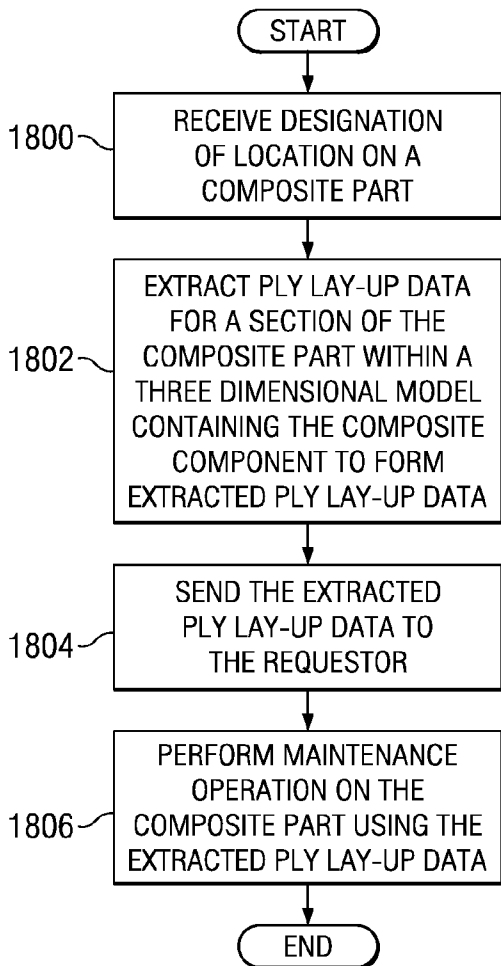 START
1800
RECEIVE DESIGNATION
OF LOCATION ON A
COMPOSITE PART
1802
EXTRACT PLY LAY-UP DATA
FOR A SECTION OF THE
COMPOSITE PART WITHIN A
THREE DIMENSIONAL MODEL
CONTAINING THE COMPOSITE
COMPONENT TO FORM
EXTRACTED PLY LAY-UP DATA
1804
SEND THE EXTRACTED
PLY LAY-UP DATA TO
THE REQUESTOR
1806
PERFORM MAINTENANCE
OPERATION ON THE
COMPOSITE PART USING THE
EXTRACTED PLY LAY-UP DATA
END